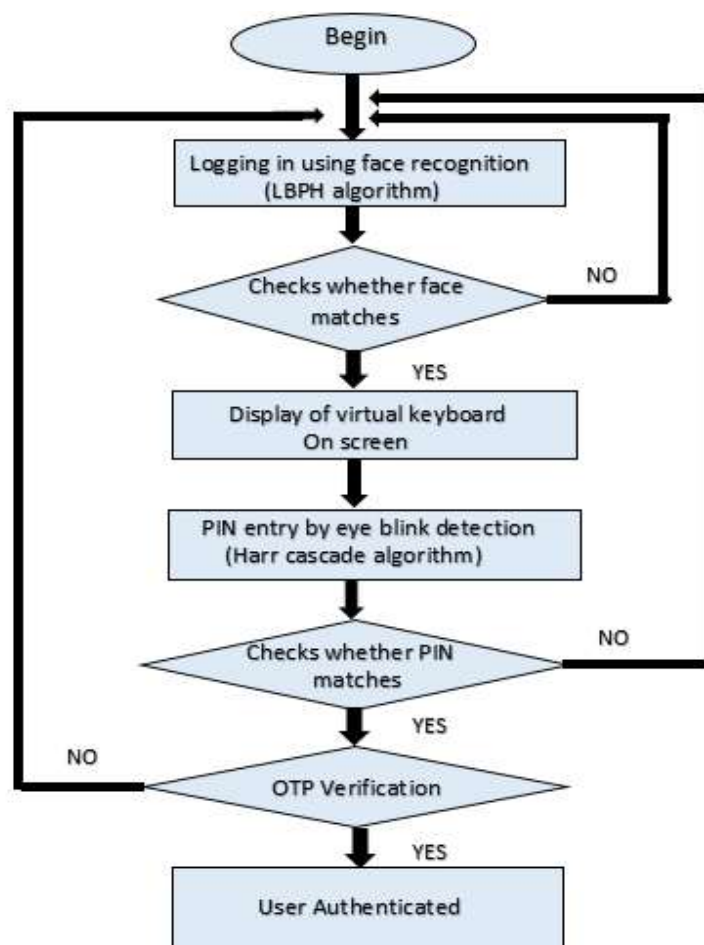 Begin
Logging in using face recognition
(LBPH algorithm)
Checks whether face
matches
NO
YES
Display of virtual keyboard
On screen
PIN entry by eye blink detection
(Harr cascade algorithm)
Checks whether PIN
matches
NO
YES
NO
OTP Verification
YES
User Authenticated